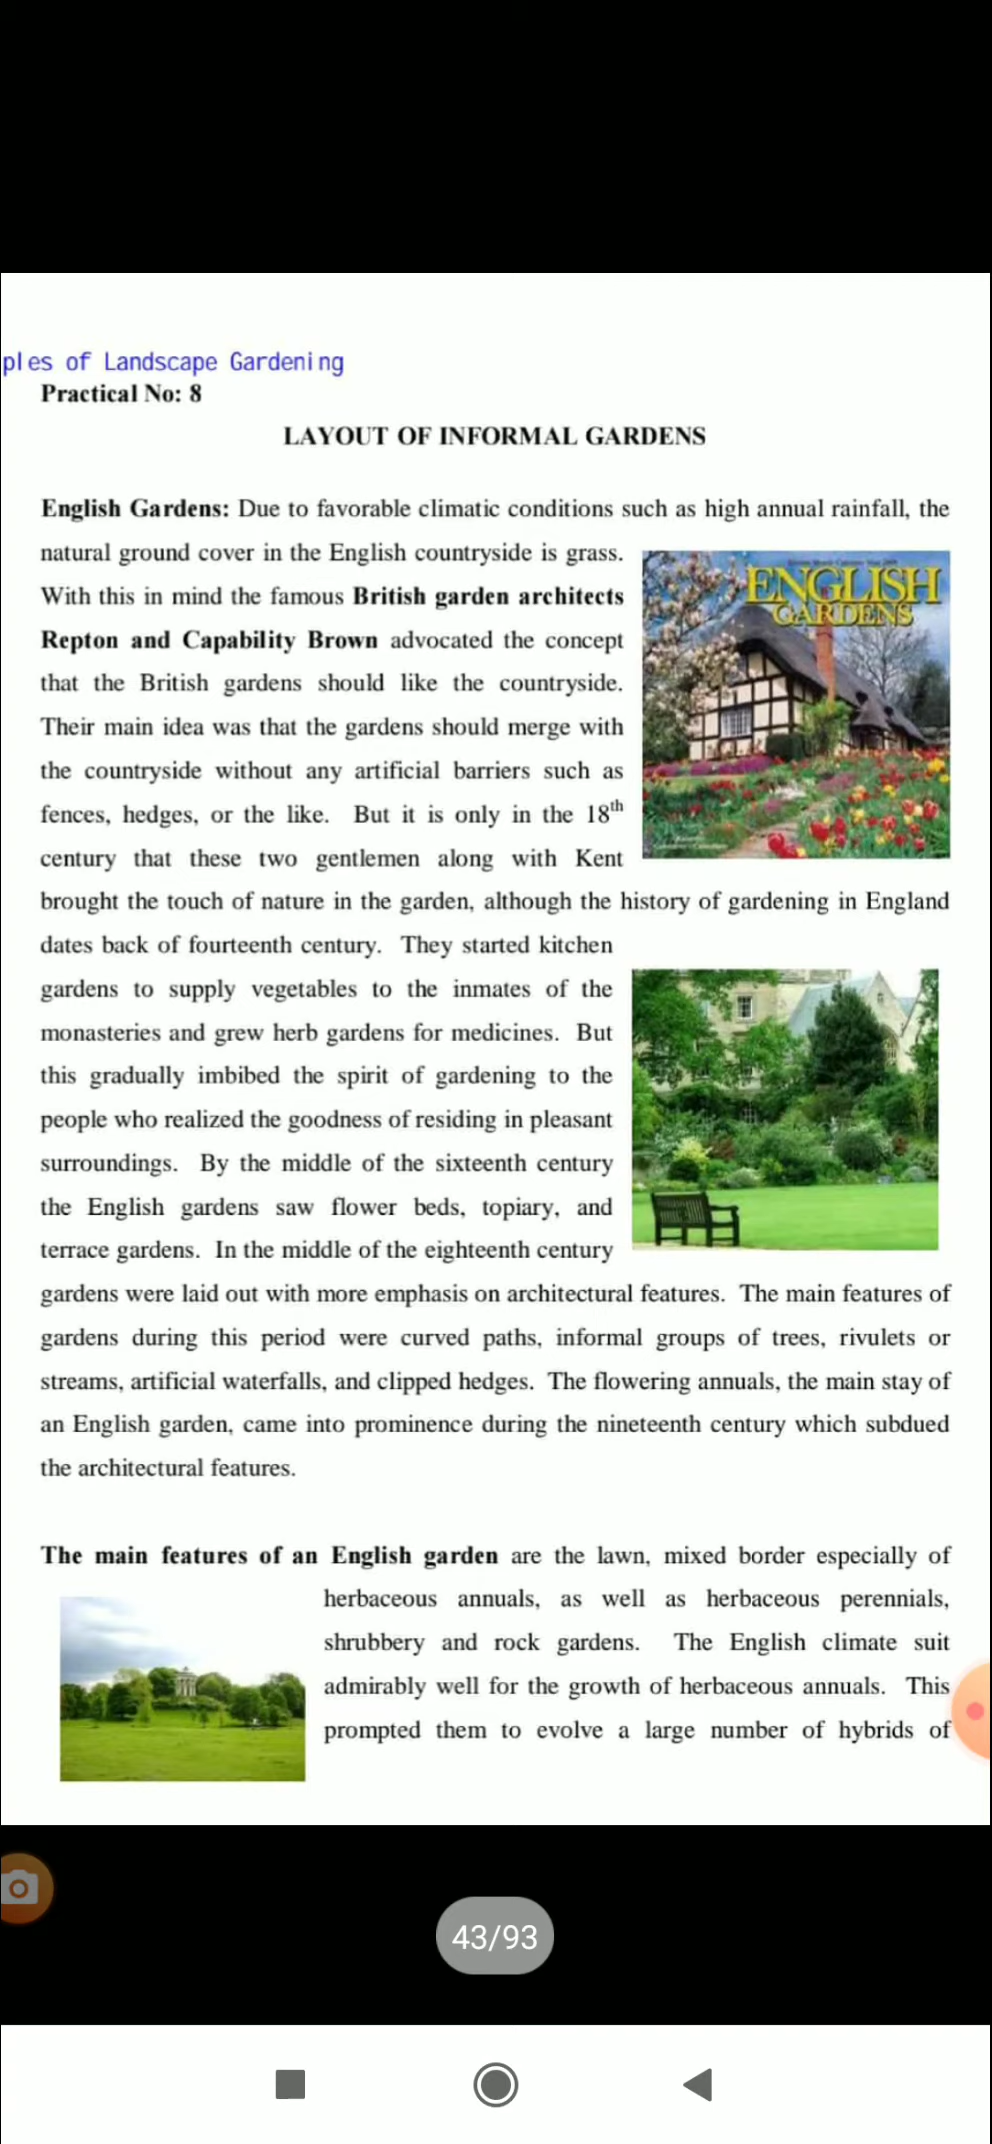 ples of Landscape Gardening
Practical No: 8
LAYOUT OF INFORMAL GARDENS
English Gardens: Due to favorable climatic conditions such as high annual rainfall, the
natural ground cover in the English countryside is grass.
With this in mind the famous British garden architects
Repton and Capability Brown advocated the concept
that the British gardens should like the countryside.
Their main idea was that the gardens should merge with
the countryside without any artificial barriers such as
fences, hedges, or the like. But it is only in the 18th
century that these two gentlemen along with Kent
ENGLISH
GARDENS
brought the touch of nature in the garden, although the history of gardening in England
dates back of fourteenth century. They started kitchen
gardens to supply vegetables to the inmates of the
monasteries and grew herb gardens for medicines. But
this gradually imbibed the spirit of gardening to the
people who realized the goodness of residing in pleasant
surroundings. By the middle of the sixteenth century
the English gardens saw flower beds, topiary, and
terrace gardens. In the middle of the eighteenth century
gardens were laid out with more emphasis on architectural features. The main features of
gardens during this period were curved paths, informal groups of trees, rivulets or
streams, artificial waterfalls, and clipped hedges. The flowering annuals, the main stay of
an English garden, came into prominence during the nineteenth century which subdued
the architectural features.
The main features of an English garden are the lawn, mixed border especially of
herbaceous annuals, as well as herbaceous perennials,
shrubbery and rock gardens. The English climate suit
admirably well for the growth of herbaceous annuals. This
prompted them to evolve a large number of hybrids of
43/93